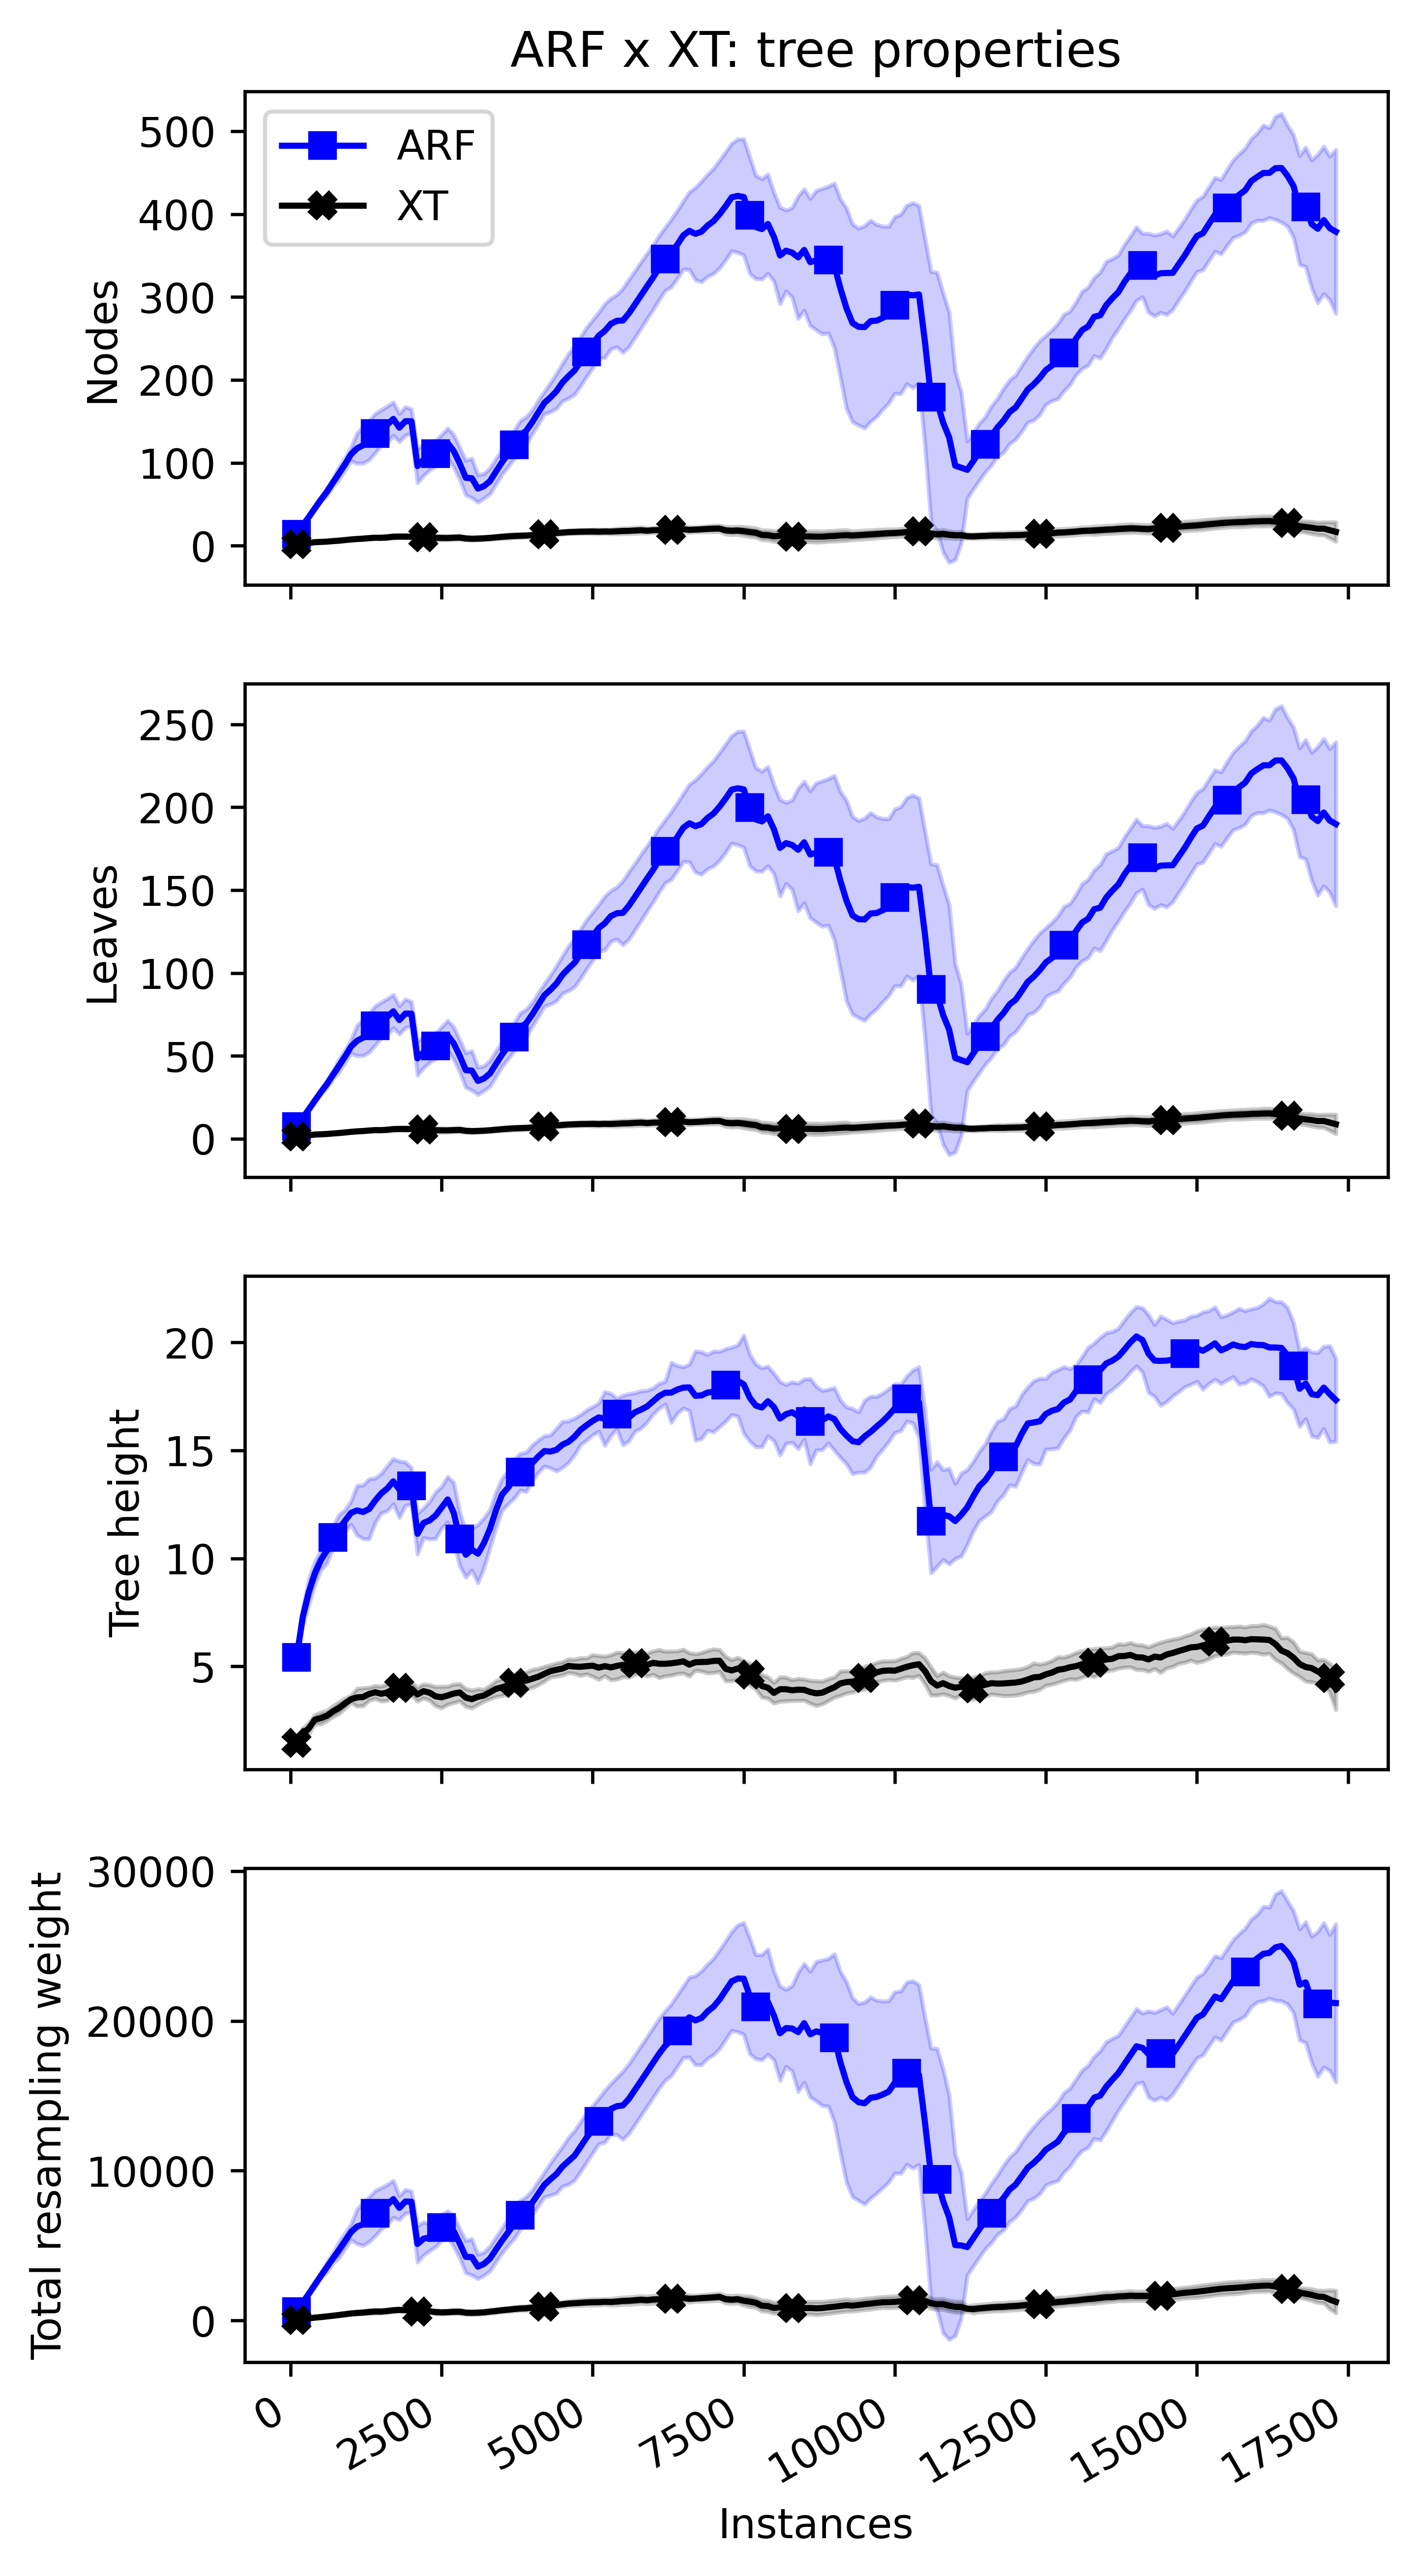 ARF x XT: tree properties
ARF
XT
Nodes
500
400
300
200
100
0
Leaves
250
200
150
100
50
0
Tree height
20
15
10
5
Total resampling weight
30000
20000
10000
0
0 2500 5000 7500 10000 12500 15000 17500
Instances